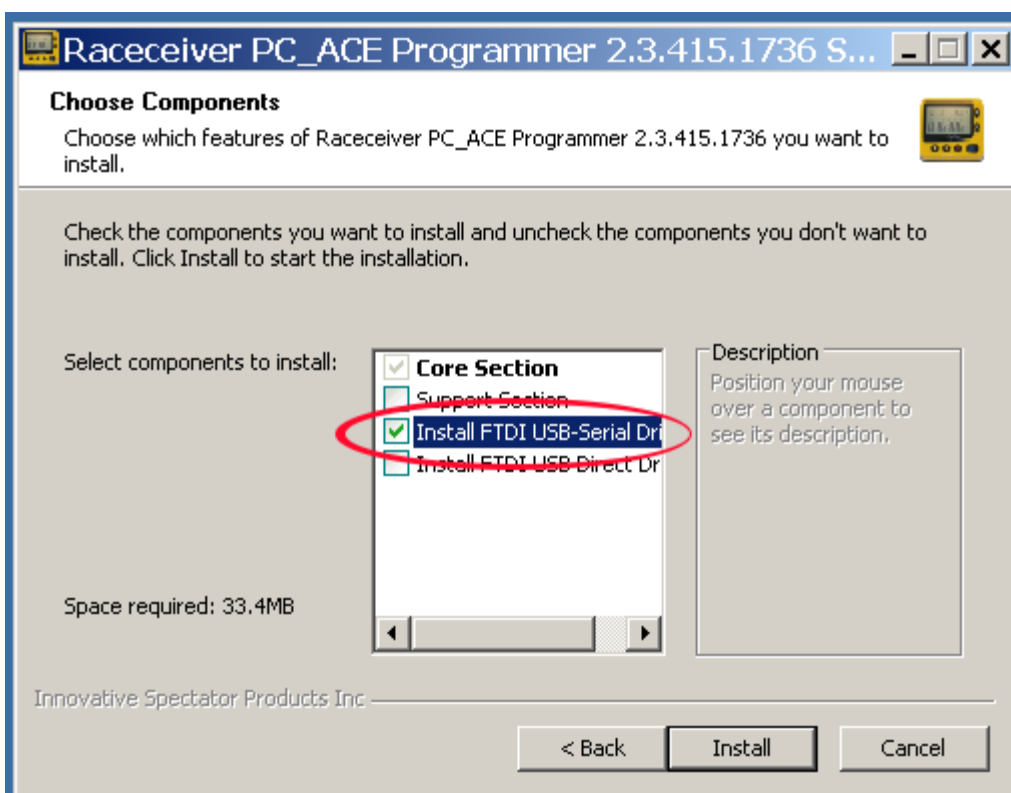 Raceceiver PC_ACE Programmer 2.3.415.1736 S...
Choose Components
Choose which features of Raceceiver PC_ACE Programmer 2.3.415.1736 you want to
install.
Check the components you want to install and uncheck the components you don't want to
install. Click Install to start the installation.
Select components to install:
Core Section
Support Section
Install FTDI USB-Serial Dri
Install FTDI USB Direct Dr
Description
Position your mouse
over a component to
see its description.
Space required: 33.4MB
Innovative Spectator Products Inc
< Back
Install
Cancel